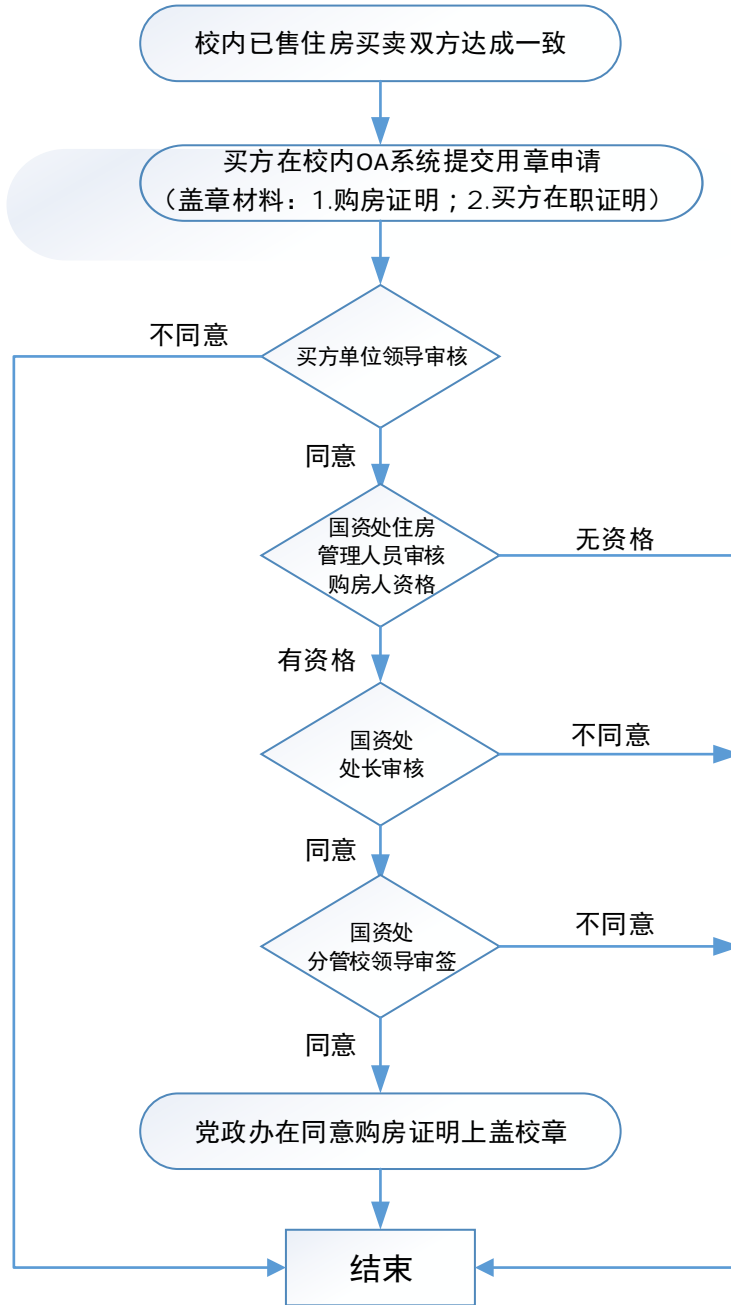 校内已售住房买卖双方达成一致
买方在校内OA系统提交用章申请
（盖章材料：1.购房证明；2.买方在职证明）
不同意
买方单位领导审核
同意
国资处住房
管理人员审核
购房人资格
无资格
有资格
国资处
处长审核
不同意
同意
国资处
分管校领导审签
不同意
同意
党政办在同意购房证明上盖校章
结束